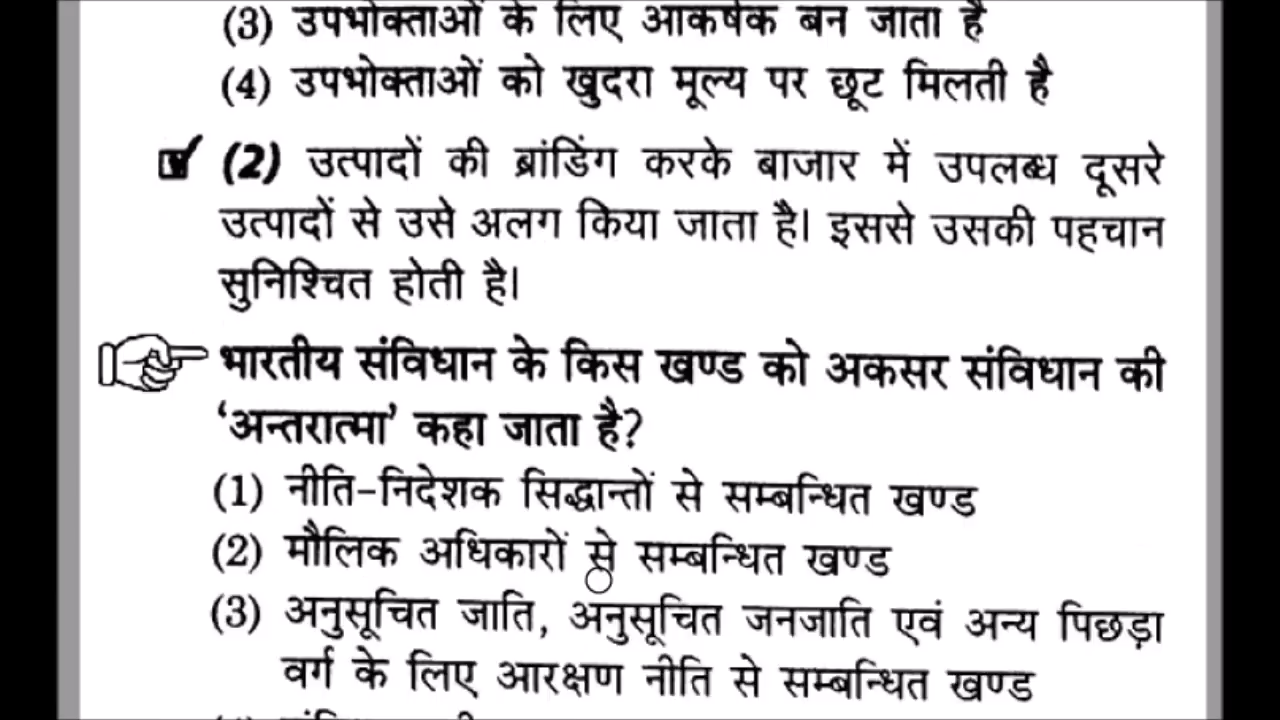 (3) उपभोक्ताओं के लिए आकर्षक बन जाता है
(4) उपभोक्ताओं को खुदरा मूल्य पर छूट मिलती है
(2) उत्पादों की ब्रांडिंग करके बाजार में उपलब्ध दूसरे
उत्पादों से उसे अलग किया जाता है। इससे उसकी पहचान
सुनिश्चित होती है।
भारतीय संविधान के किस खण्ड को अकसर संविधान की
‘अन्तरात्मा’ कहा जाता है?
(1) नीति-निदेशक सिद्धान्तों से सम्बन्धित खण्ड
(2) मौलिक अधिकारों से सम्बन्धित खण्ड
(3) अनुसूचित जाति, अनुसूचित जनजाति एवं अन्य पिछड़ा
वर्ग के लिए आरक्षण नीति से सम्बन्धित खण्ड